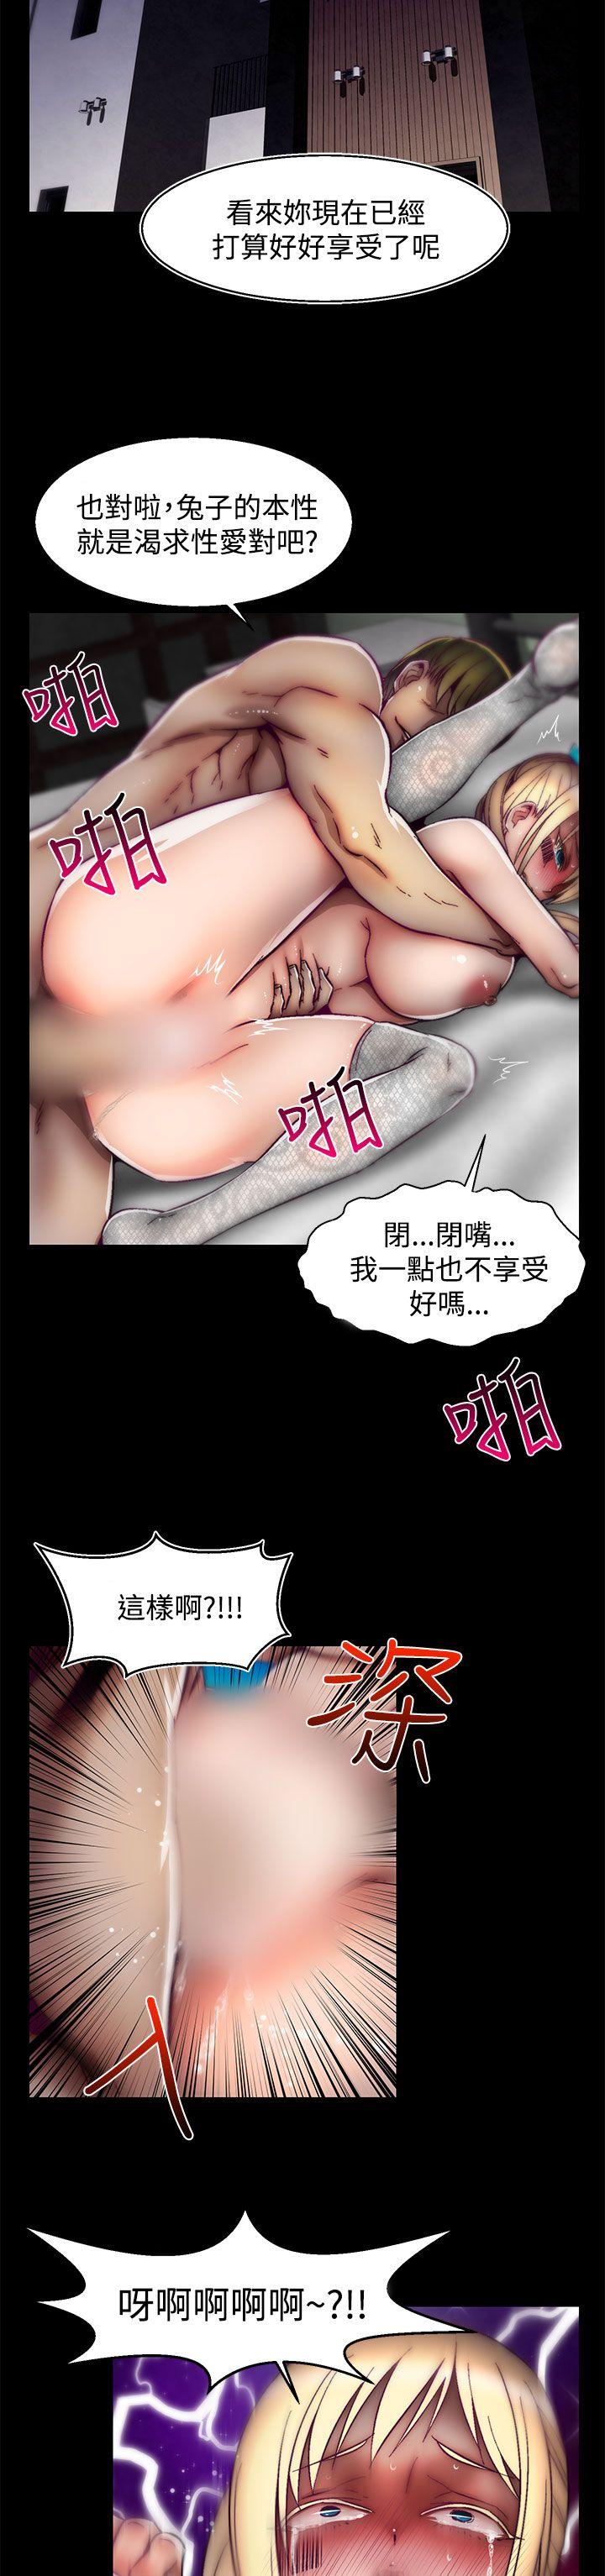 看來妳現在已經
打算好好享受了呢
也對啦，兔子的本性
就是渴求性愛對吧?
啪
啪
啪
閉...閉嘴...
我一點也不享受
好嗎...
啪
這樣啊?!!!
深
入
呀啊啊啊啊~?!!